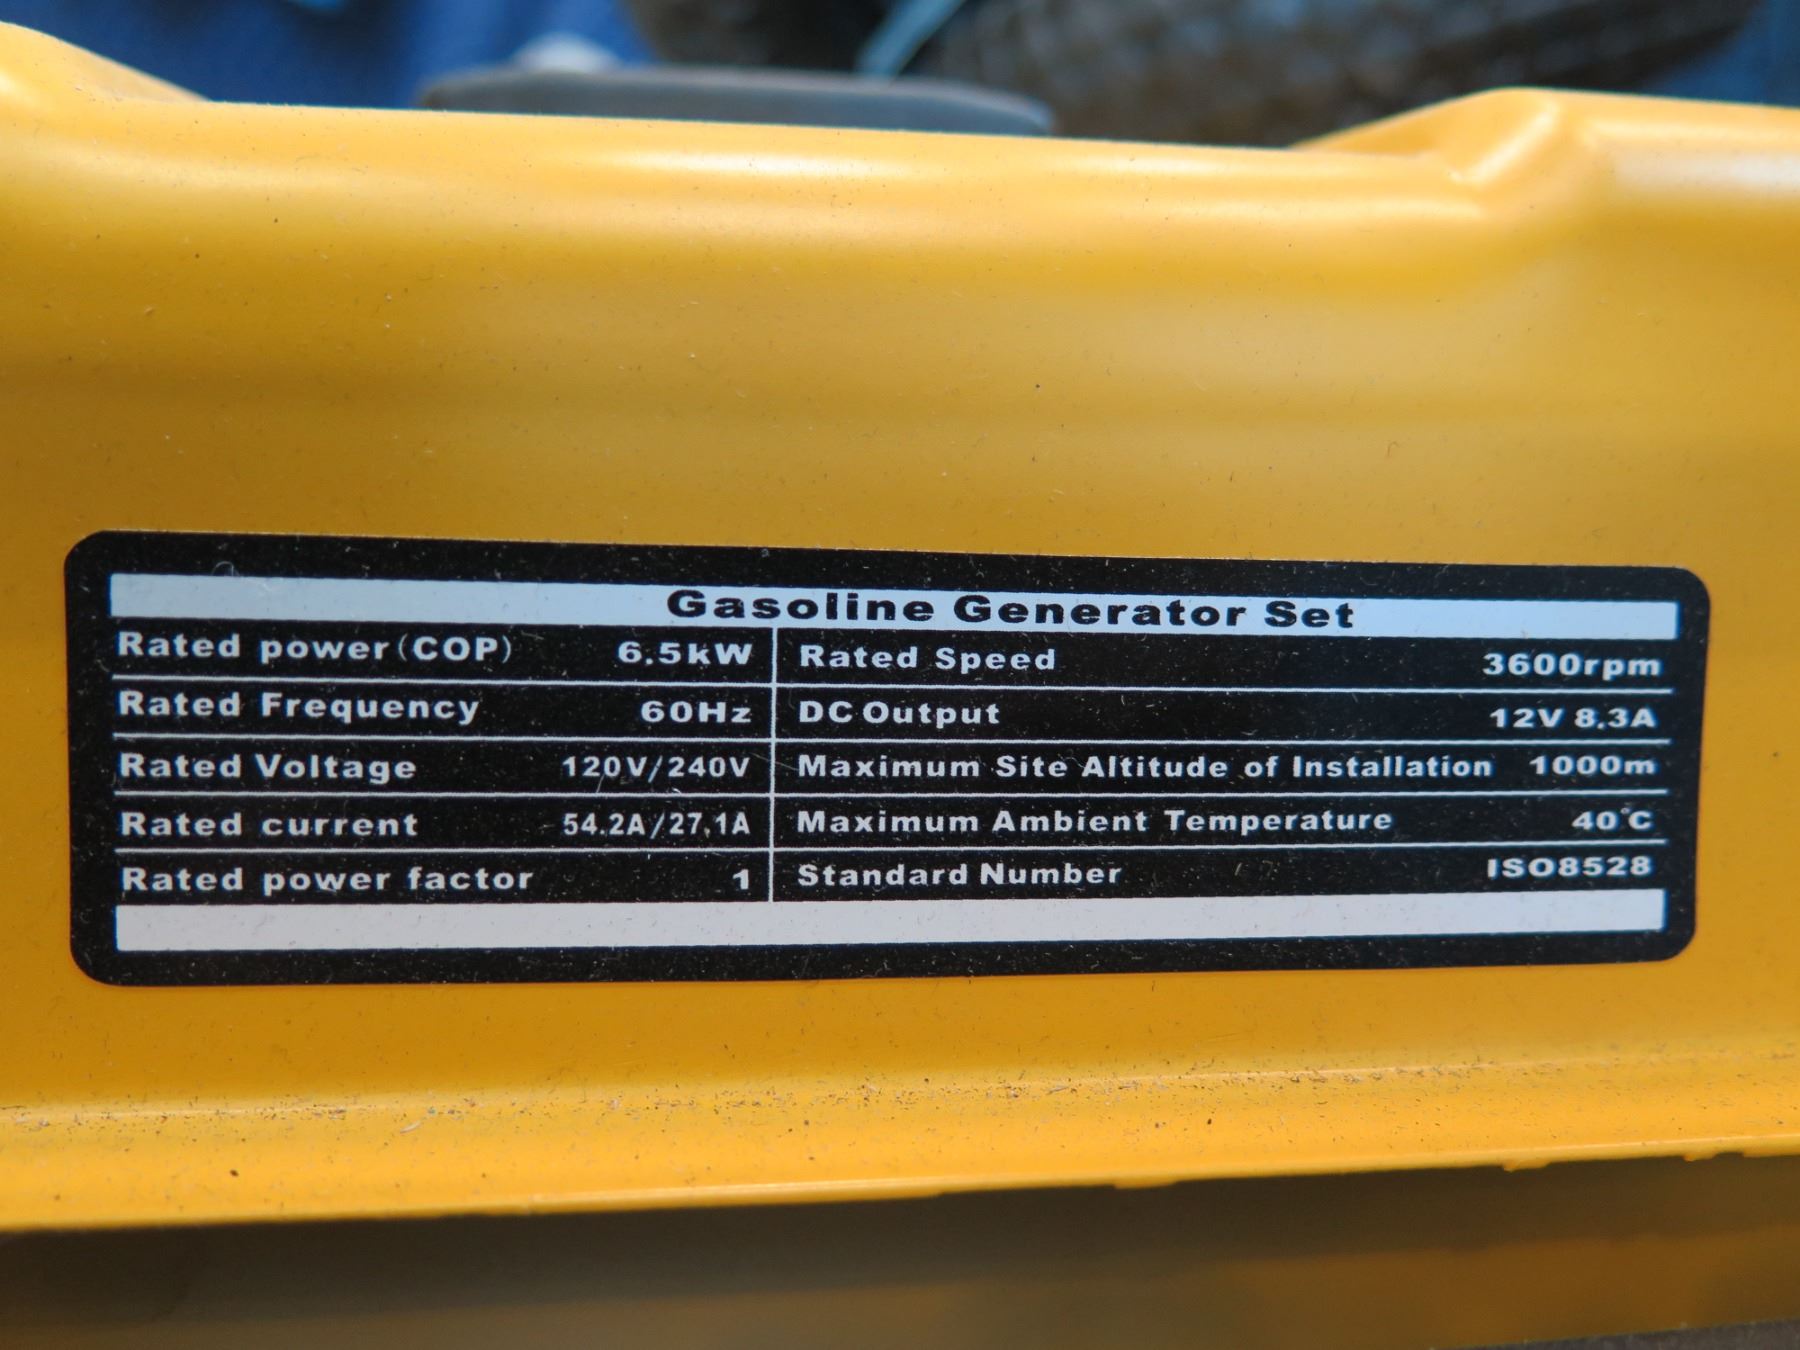 Gasoline Generator Set
Rated power(COP) 6.5kW Rated Speed 3600rpm
Rated Frequency 60Hz DC Output 12V 8.3A
Rated Voltage 120V/240V Maximum Site Altitude of Installation 1000m
Rated current 54.2A/27.1A Maximum Ambient Temperature 40°C
Rated power factor 1 Standard Number ISO8528